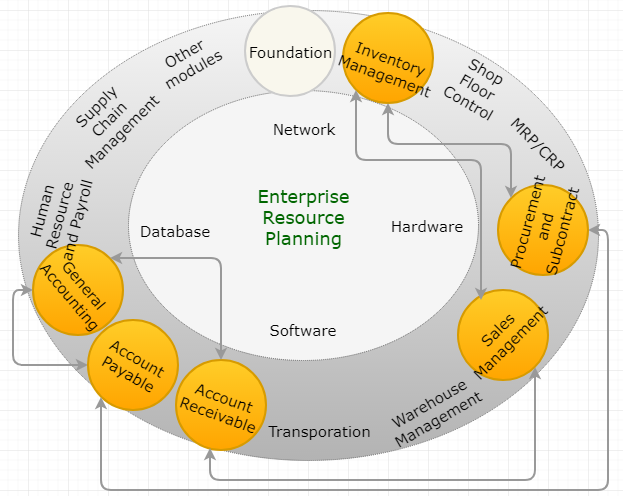 Foundation
Inventory
Management
Other
modules
Shop
Floor
Control
Supply
Chain
Management
Network
MRP/CRP
Human
Resource
and Payroll
Enterprise
Resource
Planning
Procurement
and
Subcontract
Database
Hardware
General
Accounting
Software
Sales
Management
Account
Payable
Account
Receivable
Warehouse
Management
Transporation